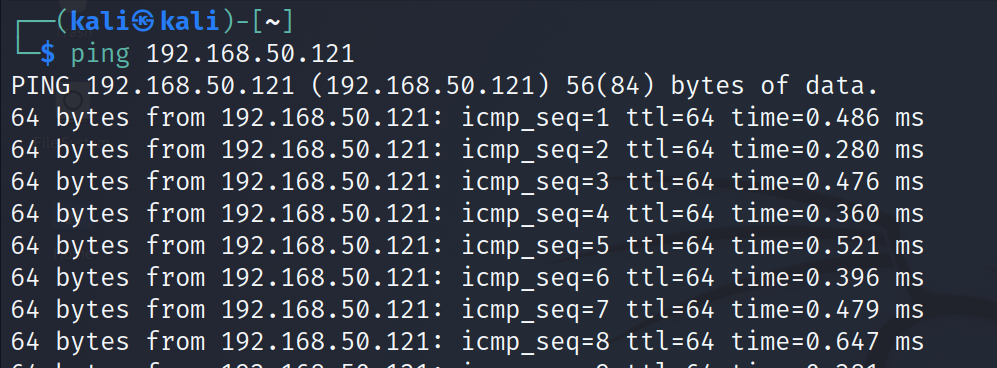 ┌──(kali㉿kali)-[~]
└─$ ping 192.168.50.121
PING 192.168.50.121 (192.168.50.121) 56(84) bytes of data.
64 bytes from 192.168.50.121: icmp_seq=1 ttl=64 time=0.486 ms
64 bytes from 192.168.50.121: icmp_seq=2 ttl=64 time=0.280 ms
64 bytes from 192.168.50.121: icmp_seq=3 ttl=64 time=0.476 ms
64 bytes from 192.168.50.121: icmp_seq=4 ttl=64 time=0.360 ms
64 bytes from 192.168.50.121: icmp_seq=5 ttl=64 time=0.521 ms
64 bytes from 192.168.50.121: icmp_seq=6 ttl=64 time=0.396 ms
64 bytes from 192.168.50.121: icmp_seq=7 ttl=64 time=0.479 ms
64 bytes from 192.168.50.121: icmp_seq=8 ttl=64 time=0.647 ms